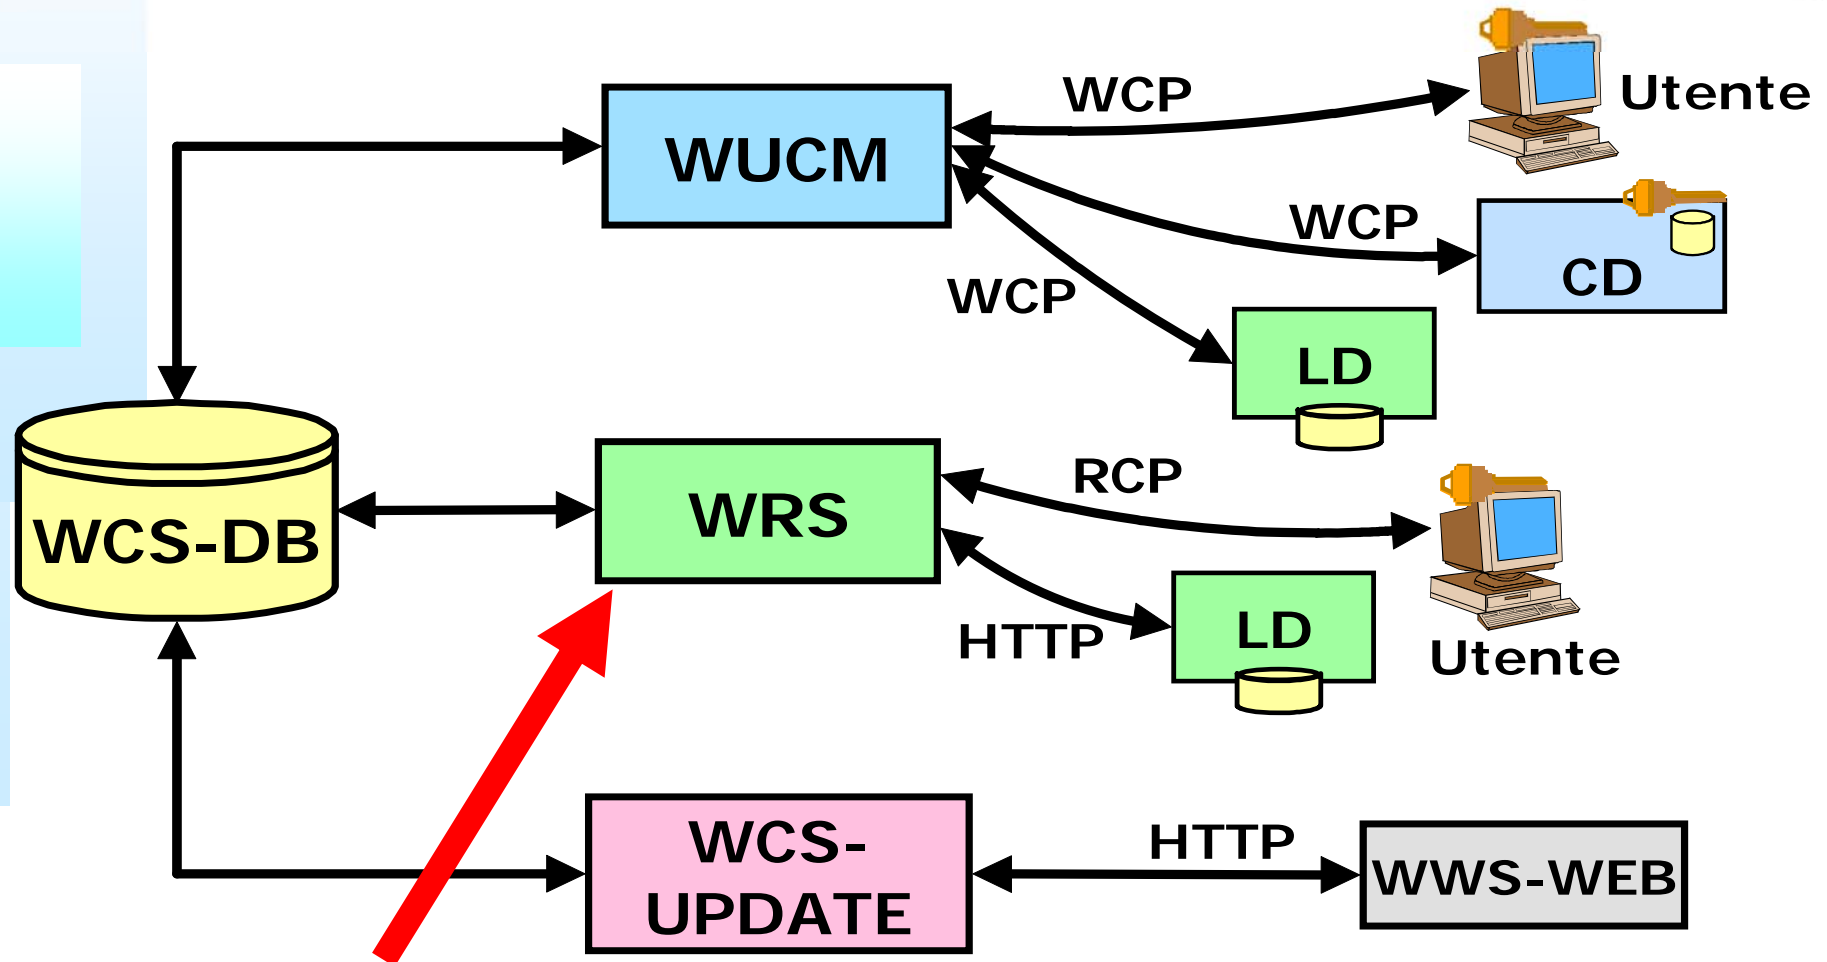 WCP
Utente
WUCM
WCP
CD
WCP
LD
RCP
WRS
WCS-DB
HTTP
LD
Utente
WCS-
UPDATE
HTTP
WWS-WEB